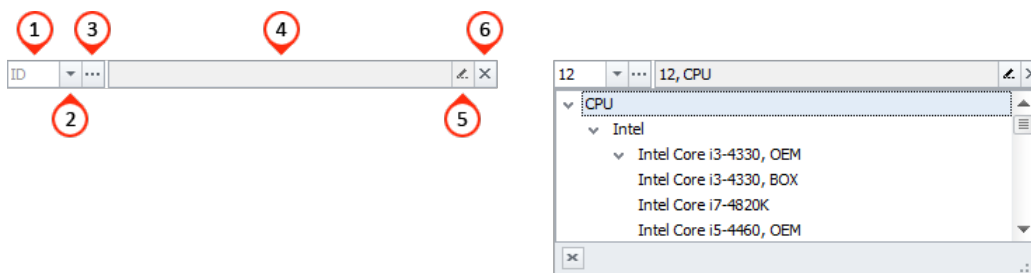 1 3 4 6
ID
2 5
12 12, CPU
CPU
Intel
Intel Core i3-4330, OEM
Intel Core i3-4330, BOX
Intel Core i7-4820K
Intel Core i5-4460, OEM